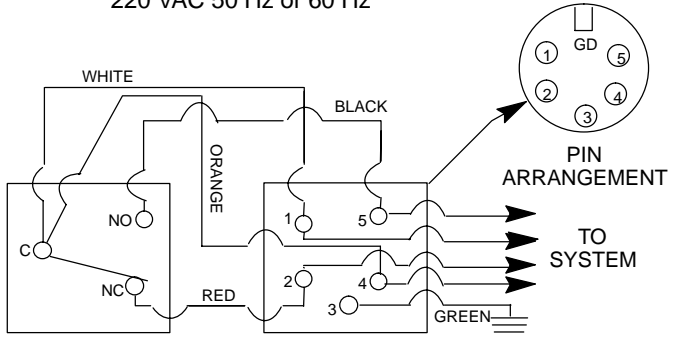 220 VAC 50 Hz or 60 Hz
GD
1
5
2
4
3
PIN
ARRANGEMENT
WHITE
BLACK
ORANGE
NO
C
NC
RED
1
5
2
4
3
GREEN
TO
SYSTEM